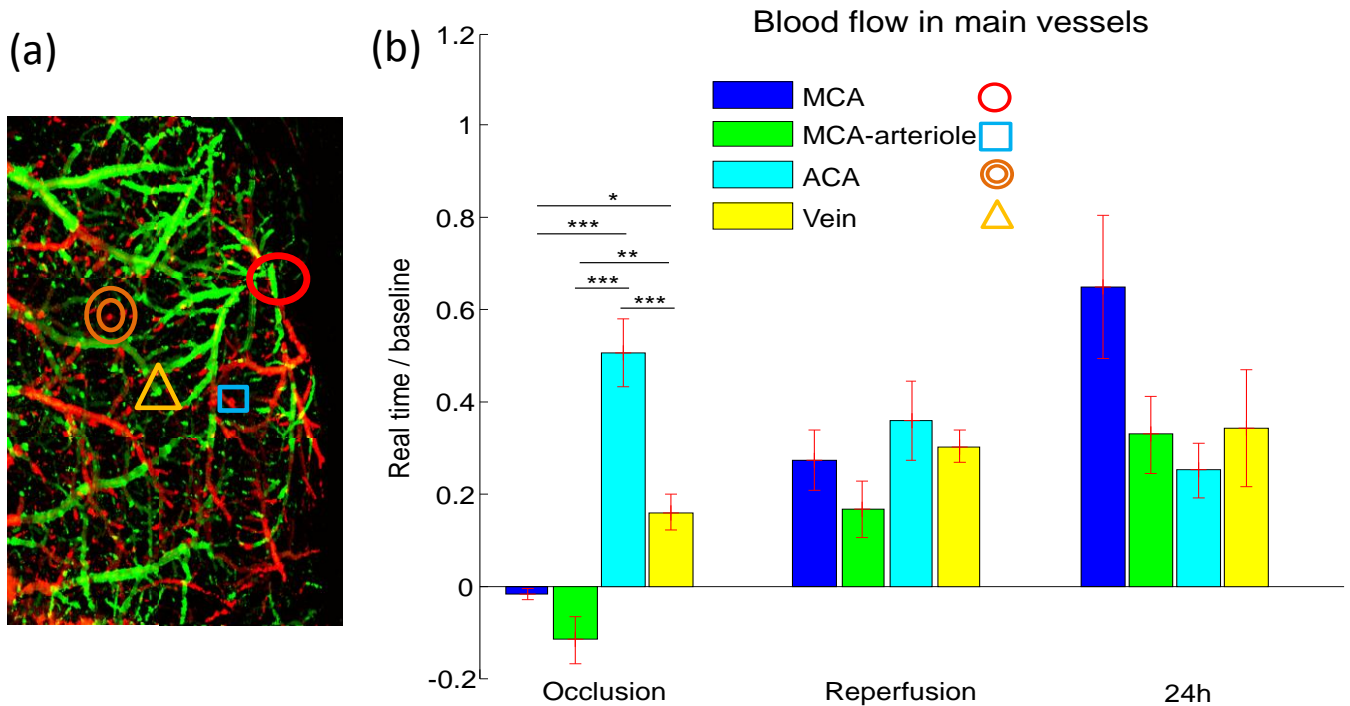 (a)
(b)
Blood flow in main vessels
Real time / baseline
1.2
1
0.8
0.6
0.4
0.2
0
-0.2
MCA
MCA-arteriole
ACA
Vein
*
***
**
***
***
Occlusion
Reperfusion
24h